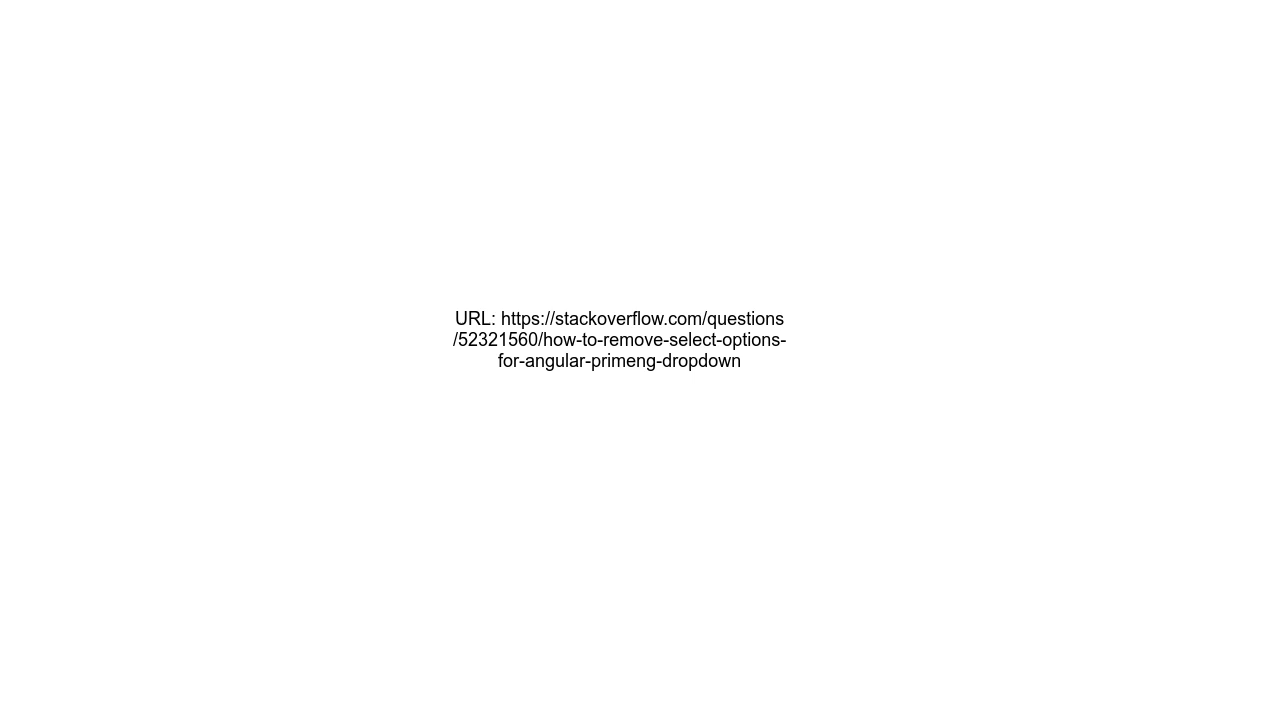 URL: https://stackoverflow.com/questions
/52321560/how-to-remove-select-options-
for-angular-primeng-dropdown